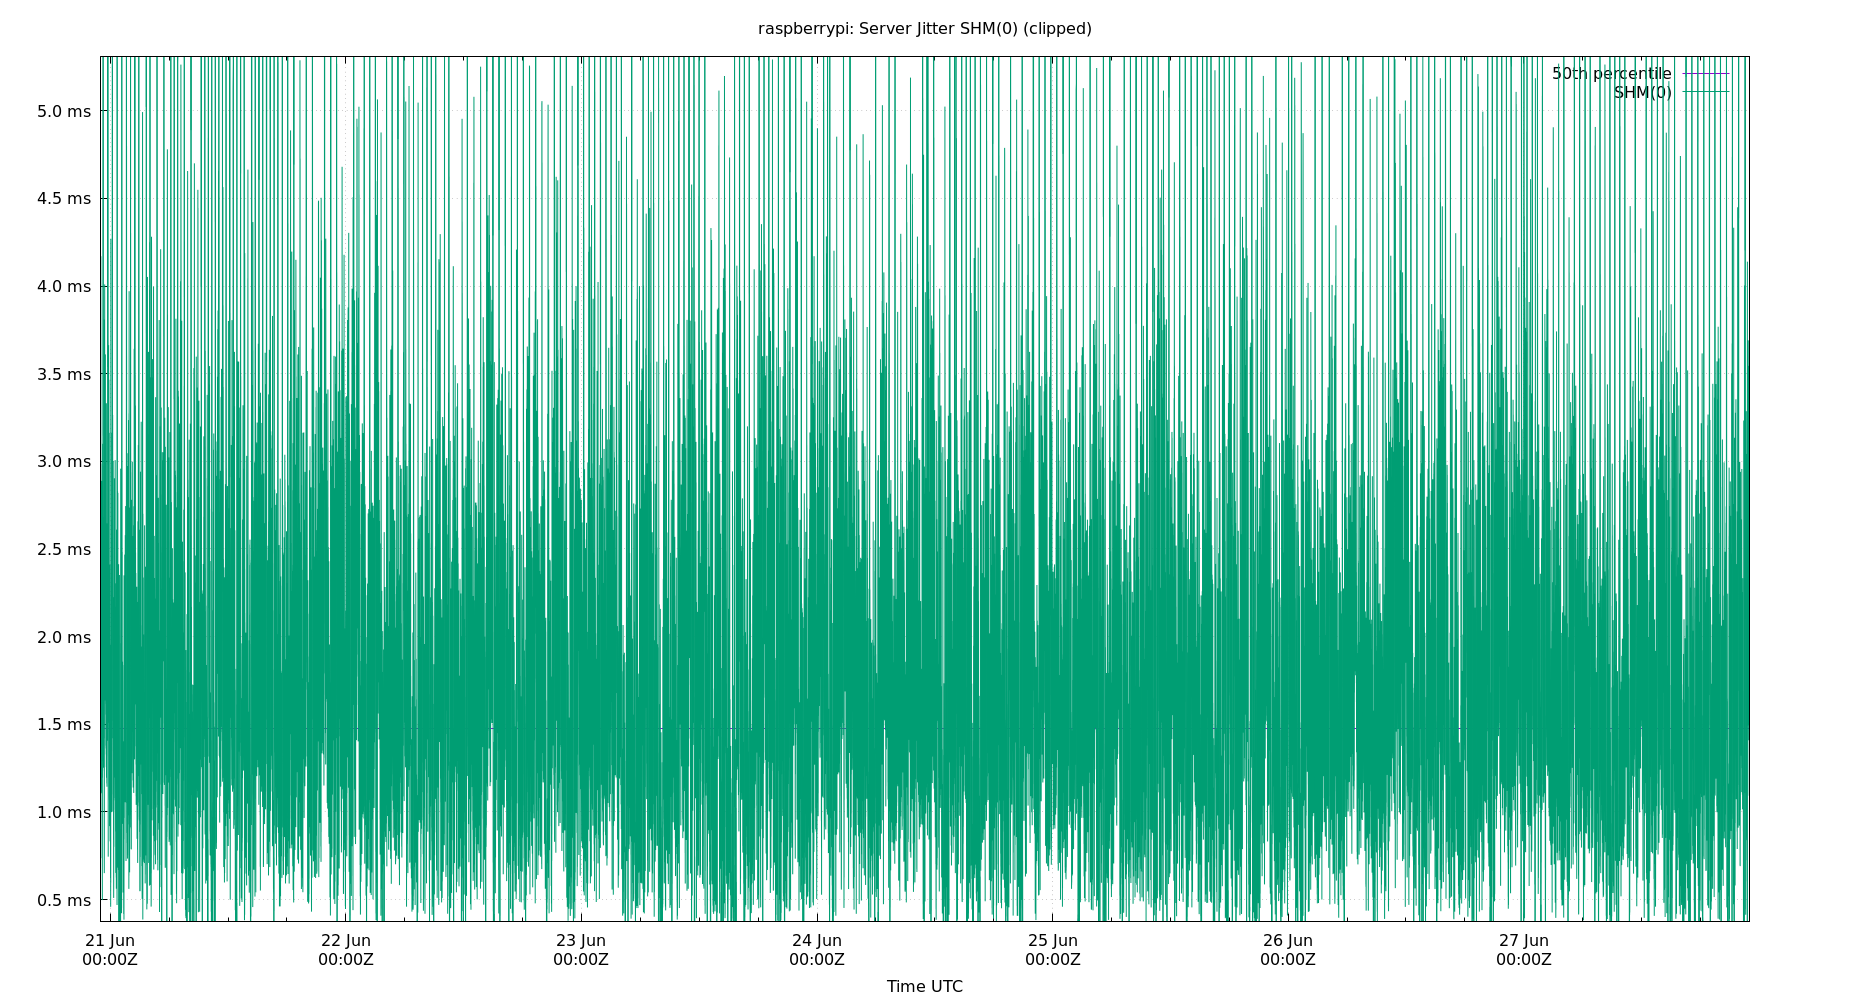 raspberrypi: Server Jitter SHM(0) (clipped)
50th percentile
SHM(0)
5.0 ms
4.5 ms
4.0 ms
3.5 ms
3.0 ms
2.5 ms
2.0 ms
1.5 ms
1.0 ms
0.5 ms
21 Jun 22 Jun 23 Jun 24 Jun 25 Jun 26 Jun 27 Jun
00:00Z 00:00Z 00:00Z 00:00Z 00:00Z 00:00Z 00:00Z
Time UTC